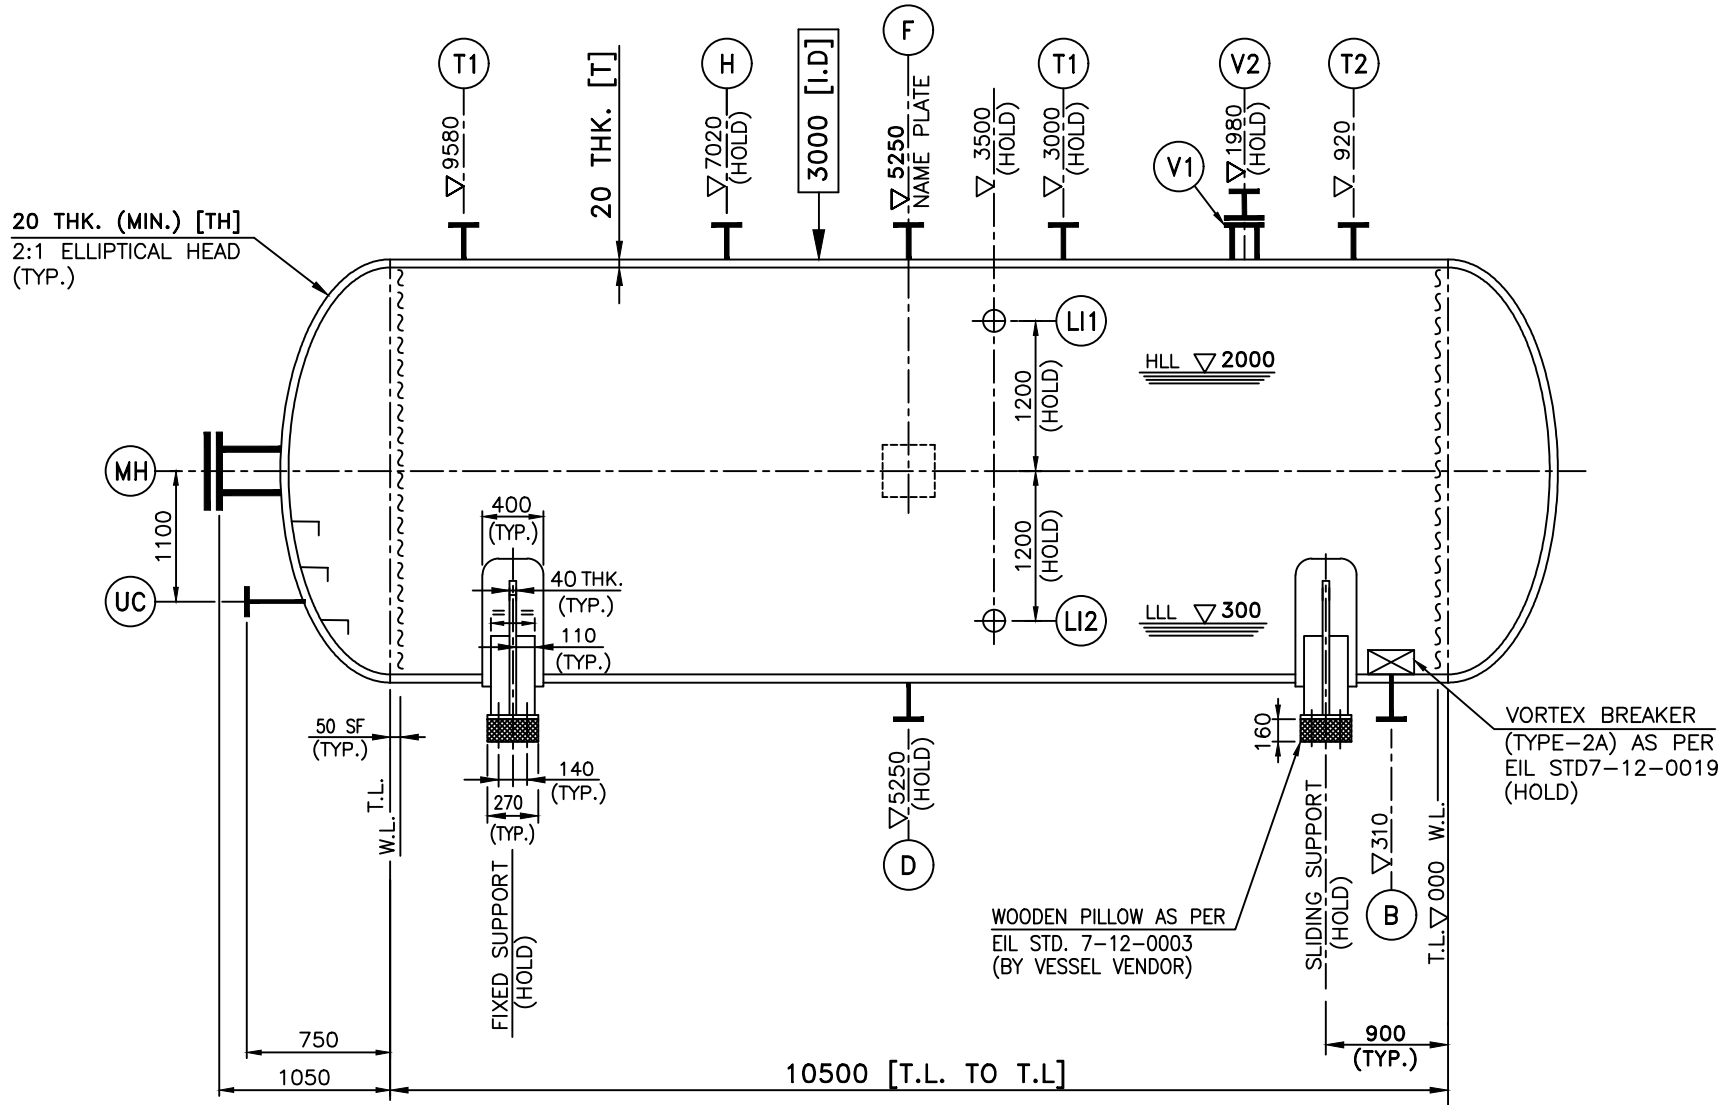 F
T1
H
T1
V2
T2
V1
▽9580
▽7020
(HOLD)
20 THK. [T]
3000 [I.D]
▽5250
NAME PLATE
▽ 3500
(HOLD)
▽ 3000
(HOLD)
▽1980
(HOLD)
▽ 920
20 THK. (MIN.) [TH]
2:1 ELLIPTICAL HEAD
(TYP.)
LI1
HLL ▽ 2000
1200
(HOLD)
MH
1100
UC
400
(TYP.)
40 THK.
(TYP.)
= =
110
(TYP.)
1200
(HOLD)
LI2
LLL ▽ 300
50 SF
(TYP.)
T.L.
W.L.
140
(TYP.)
270
(TYP.)
FIXED SUPPORT
(HOLD)
▽5250
(HOLD)
D
160
VORTEX BREAKER
(TYPE-2A) AS PER
EIL STD7-12-0019
(HOLD)
WOODEN PILLOW AS PER
EIL STD. 7-12-0003
(BY VESSEL VENDOR)
SLIDING SUPPORT
(HOLD)
▽310
B
T.L.▽000 W.L.
750
1050
10500 [T.L. TO T.L]
900
(TYP.)